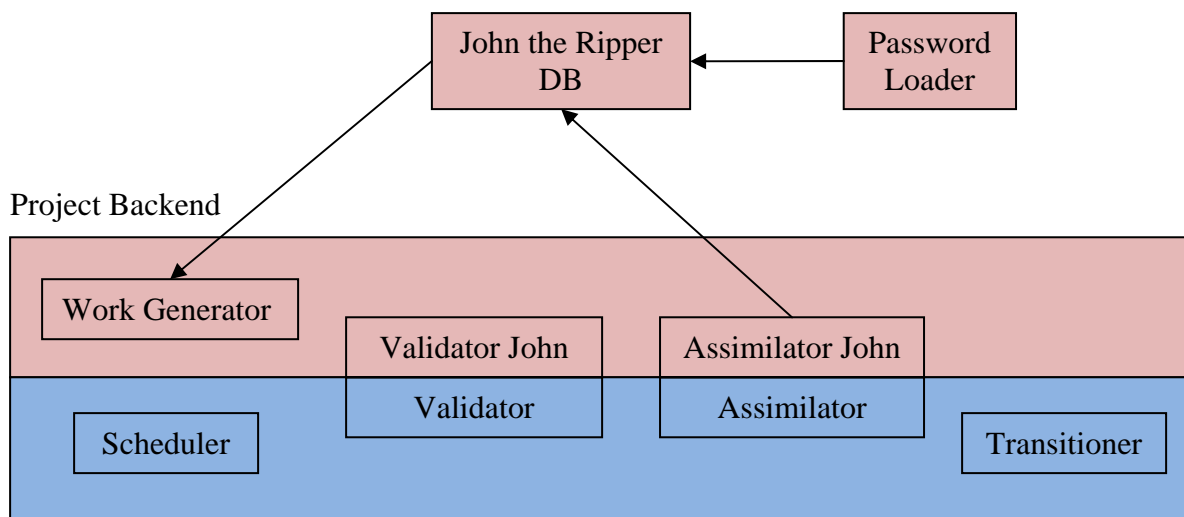 John the Ripper
DB
Password
Loader
Project Backend
Work Generator
Validator John
Assimilator John
Validator
Assimilator
Scheduler
Transitioner